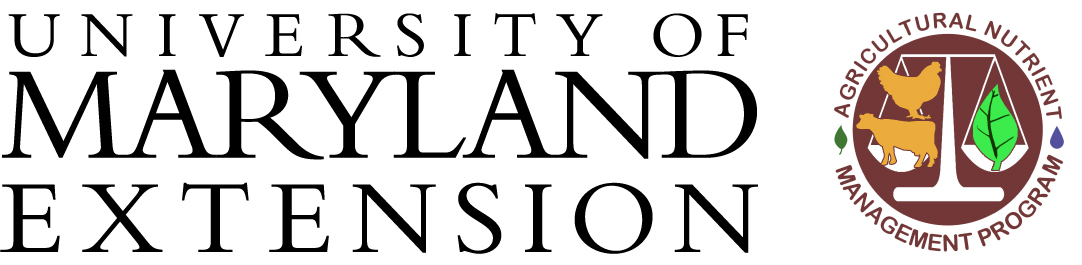 UNIVERSITY OF
MARYLAND
EXTENSION
AGRICULTURAL NUTRIENT
MANAGEMENT PROGRAM